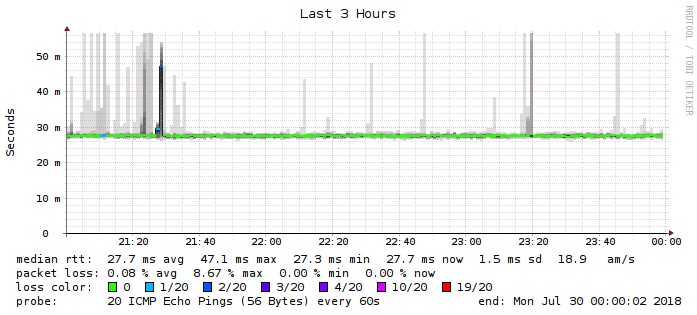 Last 3 Hours
RRDTOOL / TOBI OETIKER
Seconds
50 m
40 m
30 m
20 m
10 m
0
21:20 21:40 22:00 22:20 22:40 23:00 23:20 23:40 00:00
median rtt: 27.7 ms avg 47.1 ms max 27.3 ms min 27.7 ms now 1.5 ms sd 18.9 am/s
packet loss: 0.08 % avg 8.67 % max 0.00 % min 0.00 % now
loss color: 0 1/20 2/20 3/20 4/20 10/20 19/20
probe: 20 ICMP Echo Pings (56 Bytes) every 60s end: Mon Jul 30 00:00:02 2018